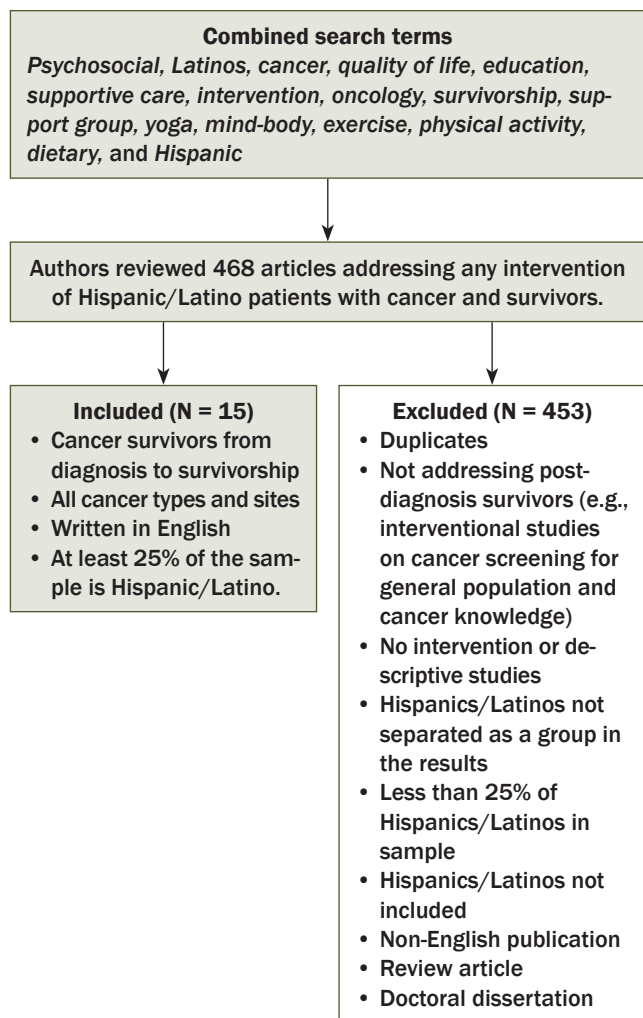 Combined search terms
Psychosocial, Latinos, cancer, quality of life, education,
supportive care, intervention, oncology, survivorship, sup-
port group, yoga, mind-body, exercise, physical activity,
dietary, and Hispanic
Authors reviewed 468 articles addressing any intervention
of Hispanic/Latino patients with cancer and survivors.
Included (N = 15)
• Cancer survivors from
diagnosis to survivorship
• All cancer types and sites
• Written in English
• At least 25% of the sam-
ple is Hispanic/Latino.
Excluded (N = 453)
• Duplicates
• Not addressing post-
diagnosis survivors (e.g.,
interventional studies
on cancer screening for
general population and
cancer knowledge)
• No intervention or de-
scriptive studies
• Hispanics/Latinos not
separated as a group in
the results
• Less than 25% of
Hispanics/Latinos in
sample
• Hispanics/Latinos not
included
• Non-English publication
• Review article
• Doctoral dissertation